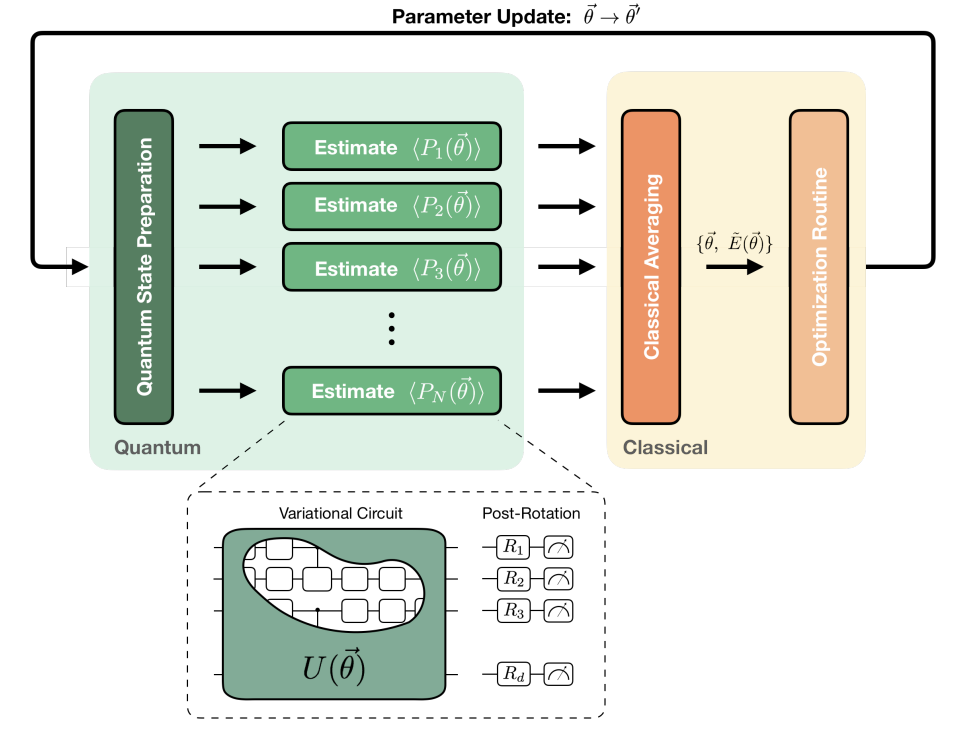 Parameter Update: $\vec{\theta} \to \vec{\theta}'$
Quantum State Preparation
Estimate $\langle P_1(\vec{\theta}) \rangle$
Estimate $\langle P_2(\vec{\theta}) \rangle$
Estimate $\langle P_3(\vec{\theta}) \rangle$
Estimate $\langle P_N(\vec{\theta}) \rangle$
Quantum
Classical Averaging
$\{\vec{\theta},\ \tilde{E}(\vec{\theta})\}$
Optimization Routine
Classical
Variational Circuit
Post-Rotation
$U(\vec{\theta})$
$R_1$
$R_2$
$R_3$
$R_d$